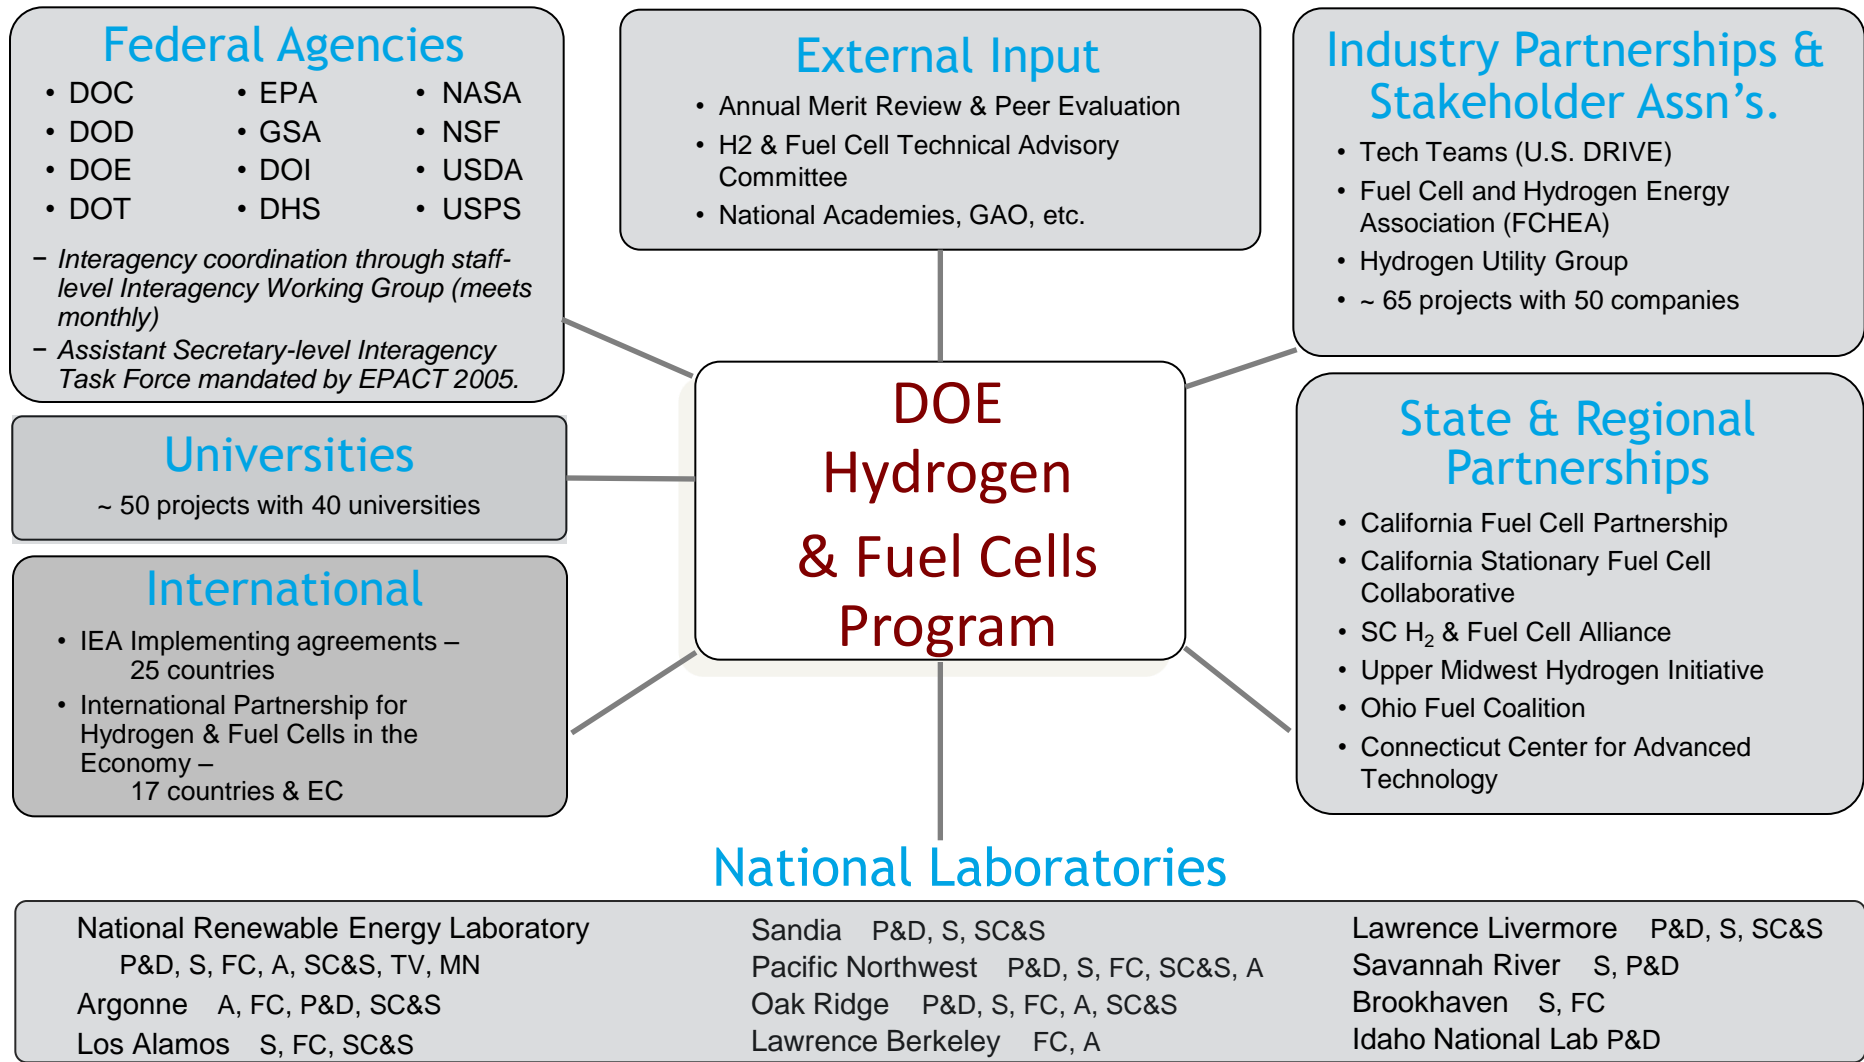 Federal Agencies
• DOC
• DOD
• DOE
• DOT
• EPA
• GSA
• DOI
• DHS
• NASA
• NSF
• USDA
• USPS
– Interagency coordination through staff-
level Interagency Working Group (meets
monthly)
– Assistant Secretary-level Interagency
Task Force mandated by EPACT 2005.
Universities
~ 50 projects with 40 universities
International
• IEA Implementing agreements –
25 countries
• International Partnership for
Hydrogen & Fuel Cells in the
Economy –
17 countries & EC
External Input
• Annual Merit Review & Peer Evaluation
• H2 & Fuel Cell Technical Advisory
Committee
• National Academies, GAO, etc.
DOE
Hydrogen
& Fuel Cells
Program
Industry Partnerships &
Stakeholder Assn’s.
• Tech Teams (U.S. DRIVE)
• Fuel Cell and Hydrogen Energy
Association (FCHEA)
• Hydrogen Utility Group
• ~ 65 projects with 50 companies
State & Regional
Partnerships
• California Fuel Cell Partnership
• California Stationary Fuel Cell
Collaborative
• SC H₂ & Fuel Cell Alliance
• Upper Midwest Hydrogen Initiative
• Ohio Fuel Coalition
• Connecticut Center for Advanced
Technology
National Laboratories
National Renewable Energy Laboratory
P&D, S, FC, A, SC&S, TV, MN
Argonne A, FC, P&D, SC&S
Los Alamos S, FC, SC&S
Sandia P&D, S, SC&S
Pacific Northwest P&D, S, FC, SC&S, A
Oak Ridge P&D, S, FC, A, SC&S
Lawrence Berkeley FC, A
Lawrence Livermore P&D, S, SC&S
Savannah River S, P&D
Brookhaven S, FC
Idaho National Lab P&D